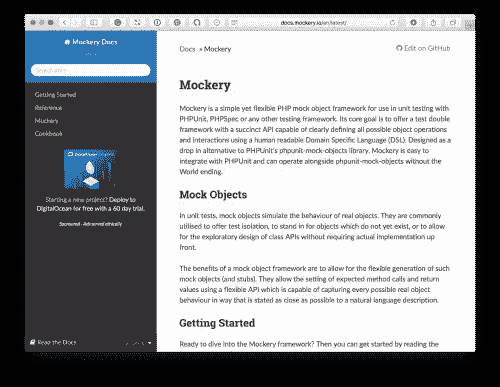 docs.mockery.io/en/latest/
Mockery Docs
Search docs
Getting Started
Reference
Mockery
Cookbook
Starting a new project? Deploy to
DigitalOcean for free with a 60 day trial.
Sponsored · Ads served ethically
Read the Docs
Docs » Mockery
Edit on GitHub
Mockery
Mockery is a simple yet flexible PHP mock object framework for use in unit testing with
PHPUnit, PHPSpec or any other testing framework. Its core goal is to offer a test double
framework with a succinct API capable of clearly defining all possible object operations
and interactions using a human readable Domain Specific Language (DSL). Designed as a
drop in alternative to PHPUnit's phpunit-mock-objects library, Mockery is easy to
integrate with PHPUnit and can operate alongside phpunit-mock-objects without the
World ending.
Mock Objects
In unit tests, mock objects simulate the behaviour of real objects. They are commonly
utilised to offer test isolation, to stand in for objects which do not yet exist, or to allow
for the exploratory design of class APIs without requiring actual implementation up
front.
The benefits of a mock object framework are to allow for the flexible generation of such
mock objects (and stubs). They allow the setting of expected method calls and return
values using a flexible API which is capable of capturing every possible real object
behaviour in way that is stated as close as possible to a natural language description.
Getting Started
Ready to dive into the Mockery framework? Then you can get started by reading the